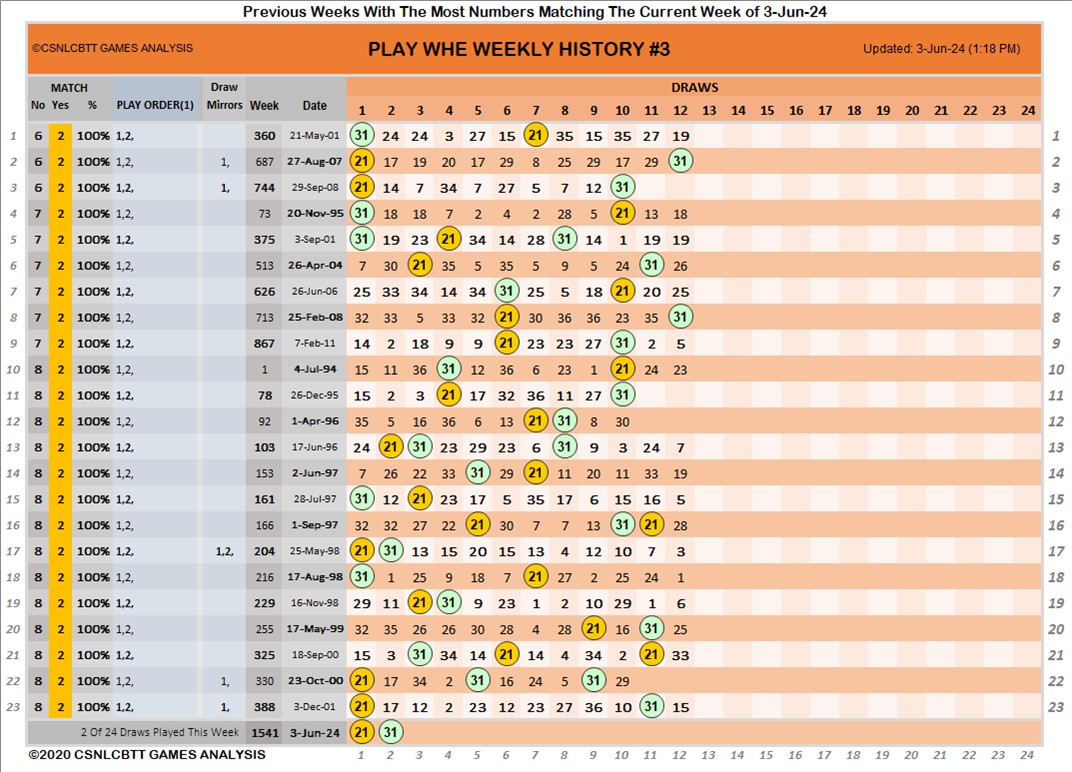 Previous Weeks With The Most Numbers Matching The Current Week of 3-Jun-24
©CSNLCBTT GAMES ANALYSIS PLAY WHE WEEKLY HISTORY #3 Updated: 3-Jun-24 (1:18 PM)
MATCH Draw DRAWS
No Yes % PLAY ORDER(1) Mirrors Week Date 1 2 3 4 5 6 7 8 9 10 11 12 13 14 15 16 17 18 19 20 21 22 23 24
1 6 2 100% 1,2, 360 21-May-01 31 24 24 3 27 15 21 35 15 35 27 19 1
2 6 2 100% 1,2, 1, 687 27-Aug-07 21 17 19 20 17 29 8 25 29 17 29 31 2
3 6 2 100% 1,2, 1, 744 29-Sep-08 21 14 7 34 7 27 5 7 12 31 3
4 7 2 100% 1,2, 73 20-Nov-95 31 18 18 7 2 4 2 28 5 21 13 18 4
5 7 2 100% 1,2, 375 3-Sep-01 31 19 23 21 34 14 28 31 14 1 19 19 5
6 7 2 100% 1,2, 513 26-Apr-04 7 30 21 35 5 35 5 9 5 24 31 26 6
7 7 2 100% 1,2, 626 26-Jun-06 25 33 34 14 34 31 25 5 18 21 20 25 7
8 7 2 100% 1,2, 713 25-Feb-08 32 33 5 33 32 21 30 36 36 23 35 31 8
9 7 2 100% 1,2, 867 7-Feb-11 14 2 18 9 9 21 23 23 27 31 2 5 9
10 8 2 100% 1,2, 1 4-Jul-94 15 11 36 31 12 36 6 23 1 21 24 23 10
11 8 2 100% 1,2, 78 26-Dec-95 15 2 3 21 17 32 36 11 27 31 11
12 8 2 100% 1,2, 92 1-Apr-96 35 5 16 36 6 13 21 31 8 30 12
13 8 2 100% 1,2, 103 17-Jun-96 24 21 31 23 29 23 6 31 9 3 24 7 13
14 8 2 100% 1,2, 153 2-Jun-97 7 26 22 33 31 29 21 11 20 11 33 19 14
15 8 2 100% 1,2, 161 28-Jul-97 31 12 21 23 17 5 35 17 6 15 16 5 15
16 8 2 100% 1,2, 166 1-Sep-97 32 32 27 22 21 30 7 7 13 31 21 28 16
17 8 2 100% 1,2, 1,2, 204 25-May-98 21 31 13 15 20 15 13 4 12 10 7 3 17
18 8 2 100% 1,2, 216 17-Aug-98 31 1 25 9 18 7 21 27 2 25 24 1 18
19 8 2 100% 1,2, 229 16-Nov-98 29 11 21 31 9 23 1 2 10 29 1 6 19
20 8 2 100% 1,2, 255 17-May-99 32 35 26 26 30 28 4 28 21 16 31 25 20
21 8 2 100% 1,2, 325 18-Sep-00 15 3 31 34 14 21 14 4 34 2 21 33 21
22 8 2 100% 1,2, 1, 330 23-Oct-00 21 17 34 2 31 16 24 5 31 29 22
23 8 2 100% 1,2, 1, 388 3-Dec-01 21 17 12 2 23 12 23 27 36 10 31 15 23
2 Of 24 Draws Played This Week 1541 3-Jun-24 21 31
©2020 CSNLCBTT GAMES ANALYSIS 1 2 3 4 5 6 7 8 9 10 11 12 13 14 15 16 17 18 19 20 21 22 23 24